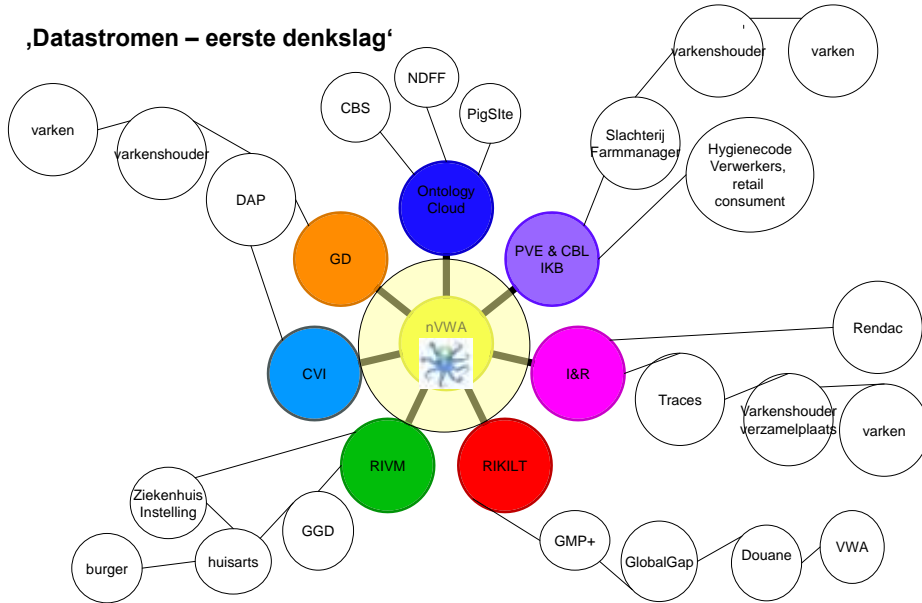 ‚Datastromen – eerste denkslag‘
NDFF
CBS
PigSIte
varkenshouder
varken
,
varken
varkenshouder
DAP
Slachterij
Farmmanager
Hygienecode
Verwerkers,
retail
consument
Ontology
Cloud
GD
PVE & CBL
IKB
nVWA
CVI
I&R
Rendac
Traces
Varkenshouder
verzamelplaats
varken
RIVM
RIKILT
Ziekenhuis
Instelling
GGD
huisarts
burger
GMP+
GlobalGap
Douane
VWA